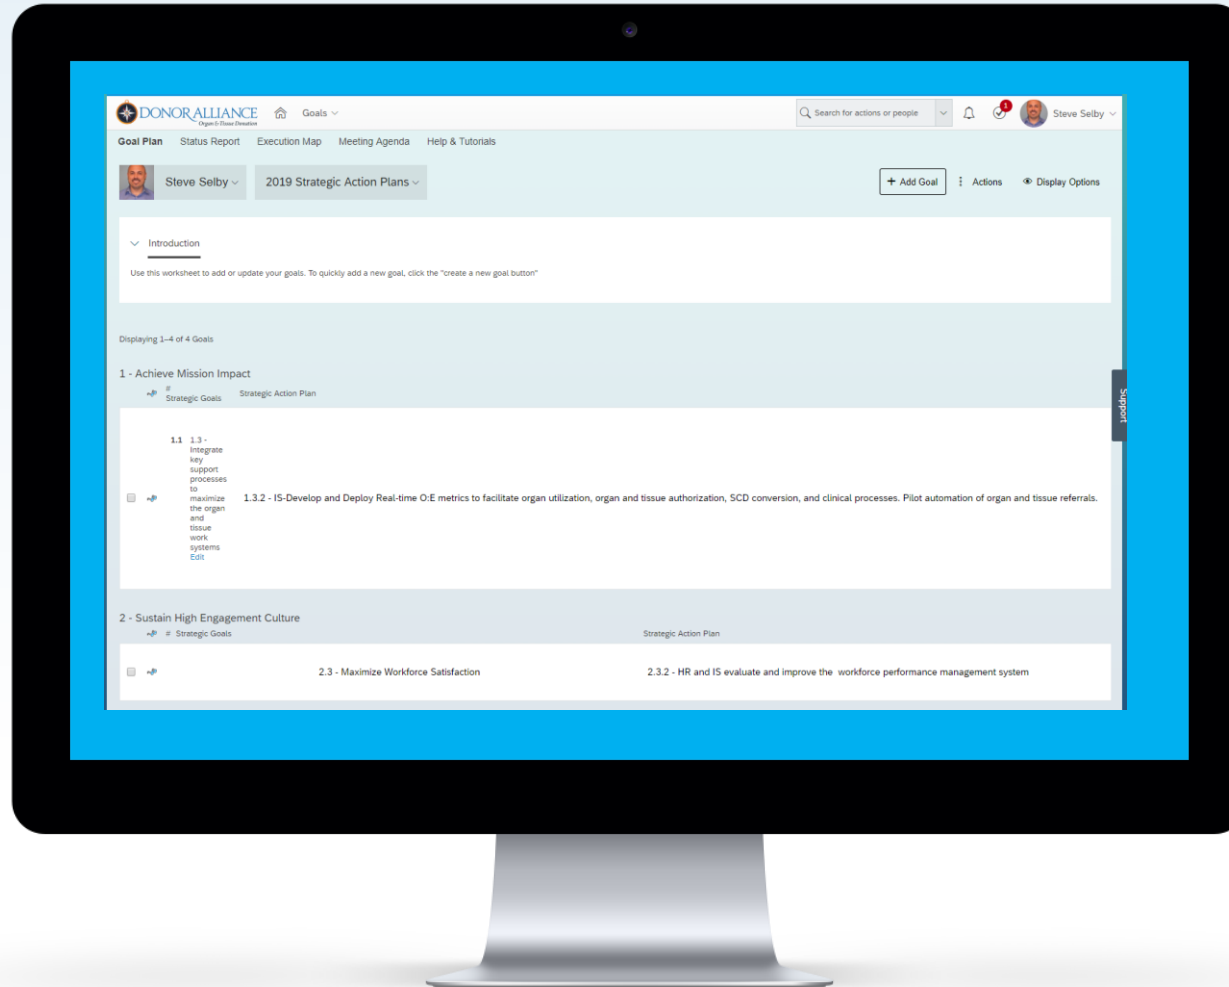 DONOR ALLIANCE
Organ & Tissue Donation
Goals
Search for actions or people
1
Steve Selby
Goal Plan Status Report Execution Map Meeting Agenda Help & Tutorials
Steve Selby 2019 Strategic Action Plans + Add Goal Actions Display Options
Introduction
Use this worksheet to add or update your goals. To quickly add a new goal, click the "create a new goal button"
Displaying 1–4 of 4 Goals
1 - Achieve Mission Impact
#
Strategic Goals Strategic Action Plan
Support
1.1 1.3 -
Integrate
key
support
processes
to
maximize
the organ
and
tissue
work
systems
Edit
1.3.2 - IS-Develop and Deploy Real-time O:E metrics to facilitate organ utilization, organ and tissue authorization, SCD conversion, and clinical processes. Pilot automation of organ and tissue referrals.
2 - Sustain High Engagement Culture
# Strategic Goals Strategic Action Plan
2.3 - Maximize Workforce Satisfaction 2.3.2 - HR and IS evaluate and improve the workforce performance management system